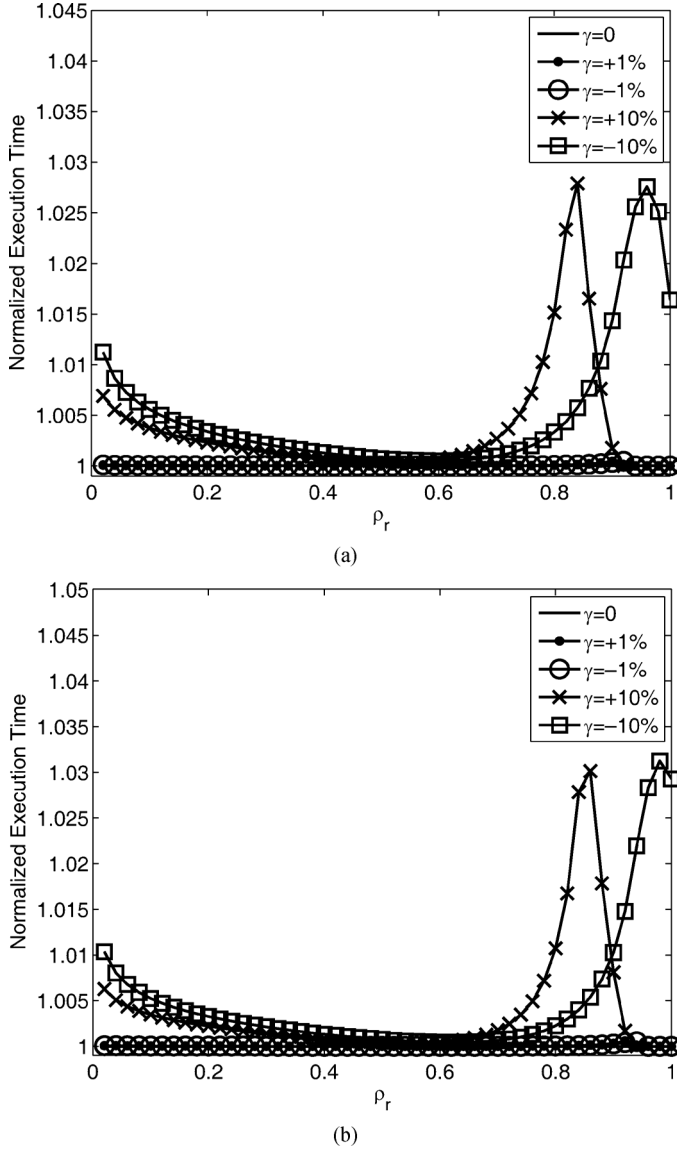 1.045
1.04
1.035
1.03
1.025
1.02
1.015
1.01
1.005
1
Normalized Execution Time
γ=0
γ=+1%
γ=−1%
γ=+10%
γ=−10%
0 0.2 0.4 0.6 0.8 1
ρr
(a)
1.05
1.045
1.04
1.035
1.03
1.025
1.02
1.015
1.01
1.005
1
Normalized Execution Time
γ=0
γ=+1%
γ=−1%
γ=+10%
γ=−10%
0 0.2 0.4 0.6 0.8 1
ρr
(b)